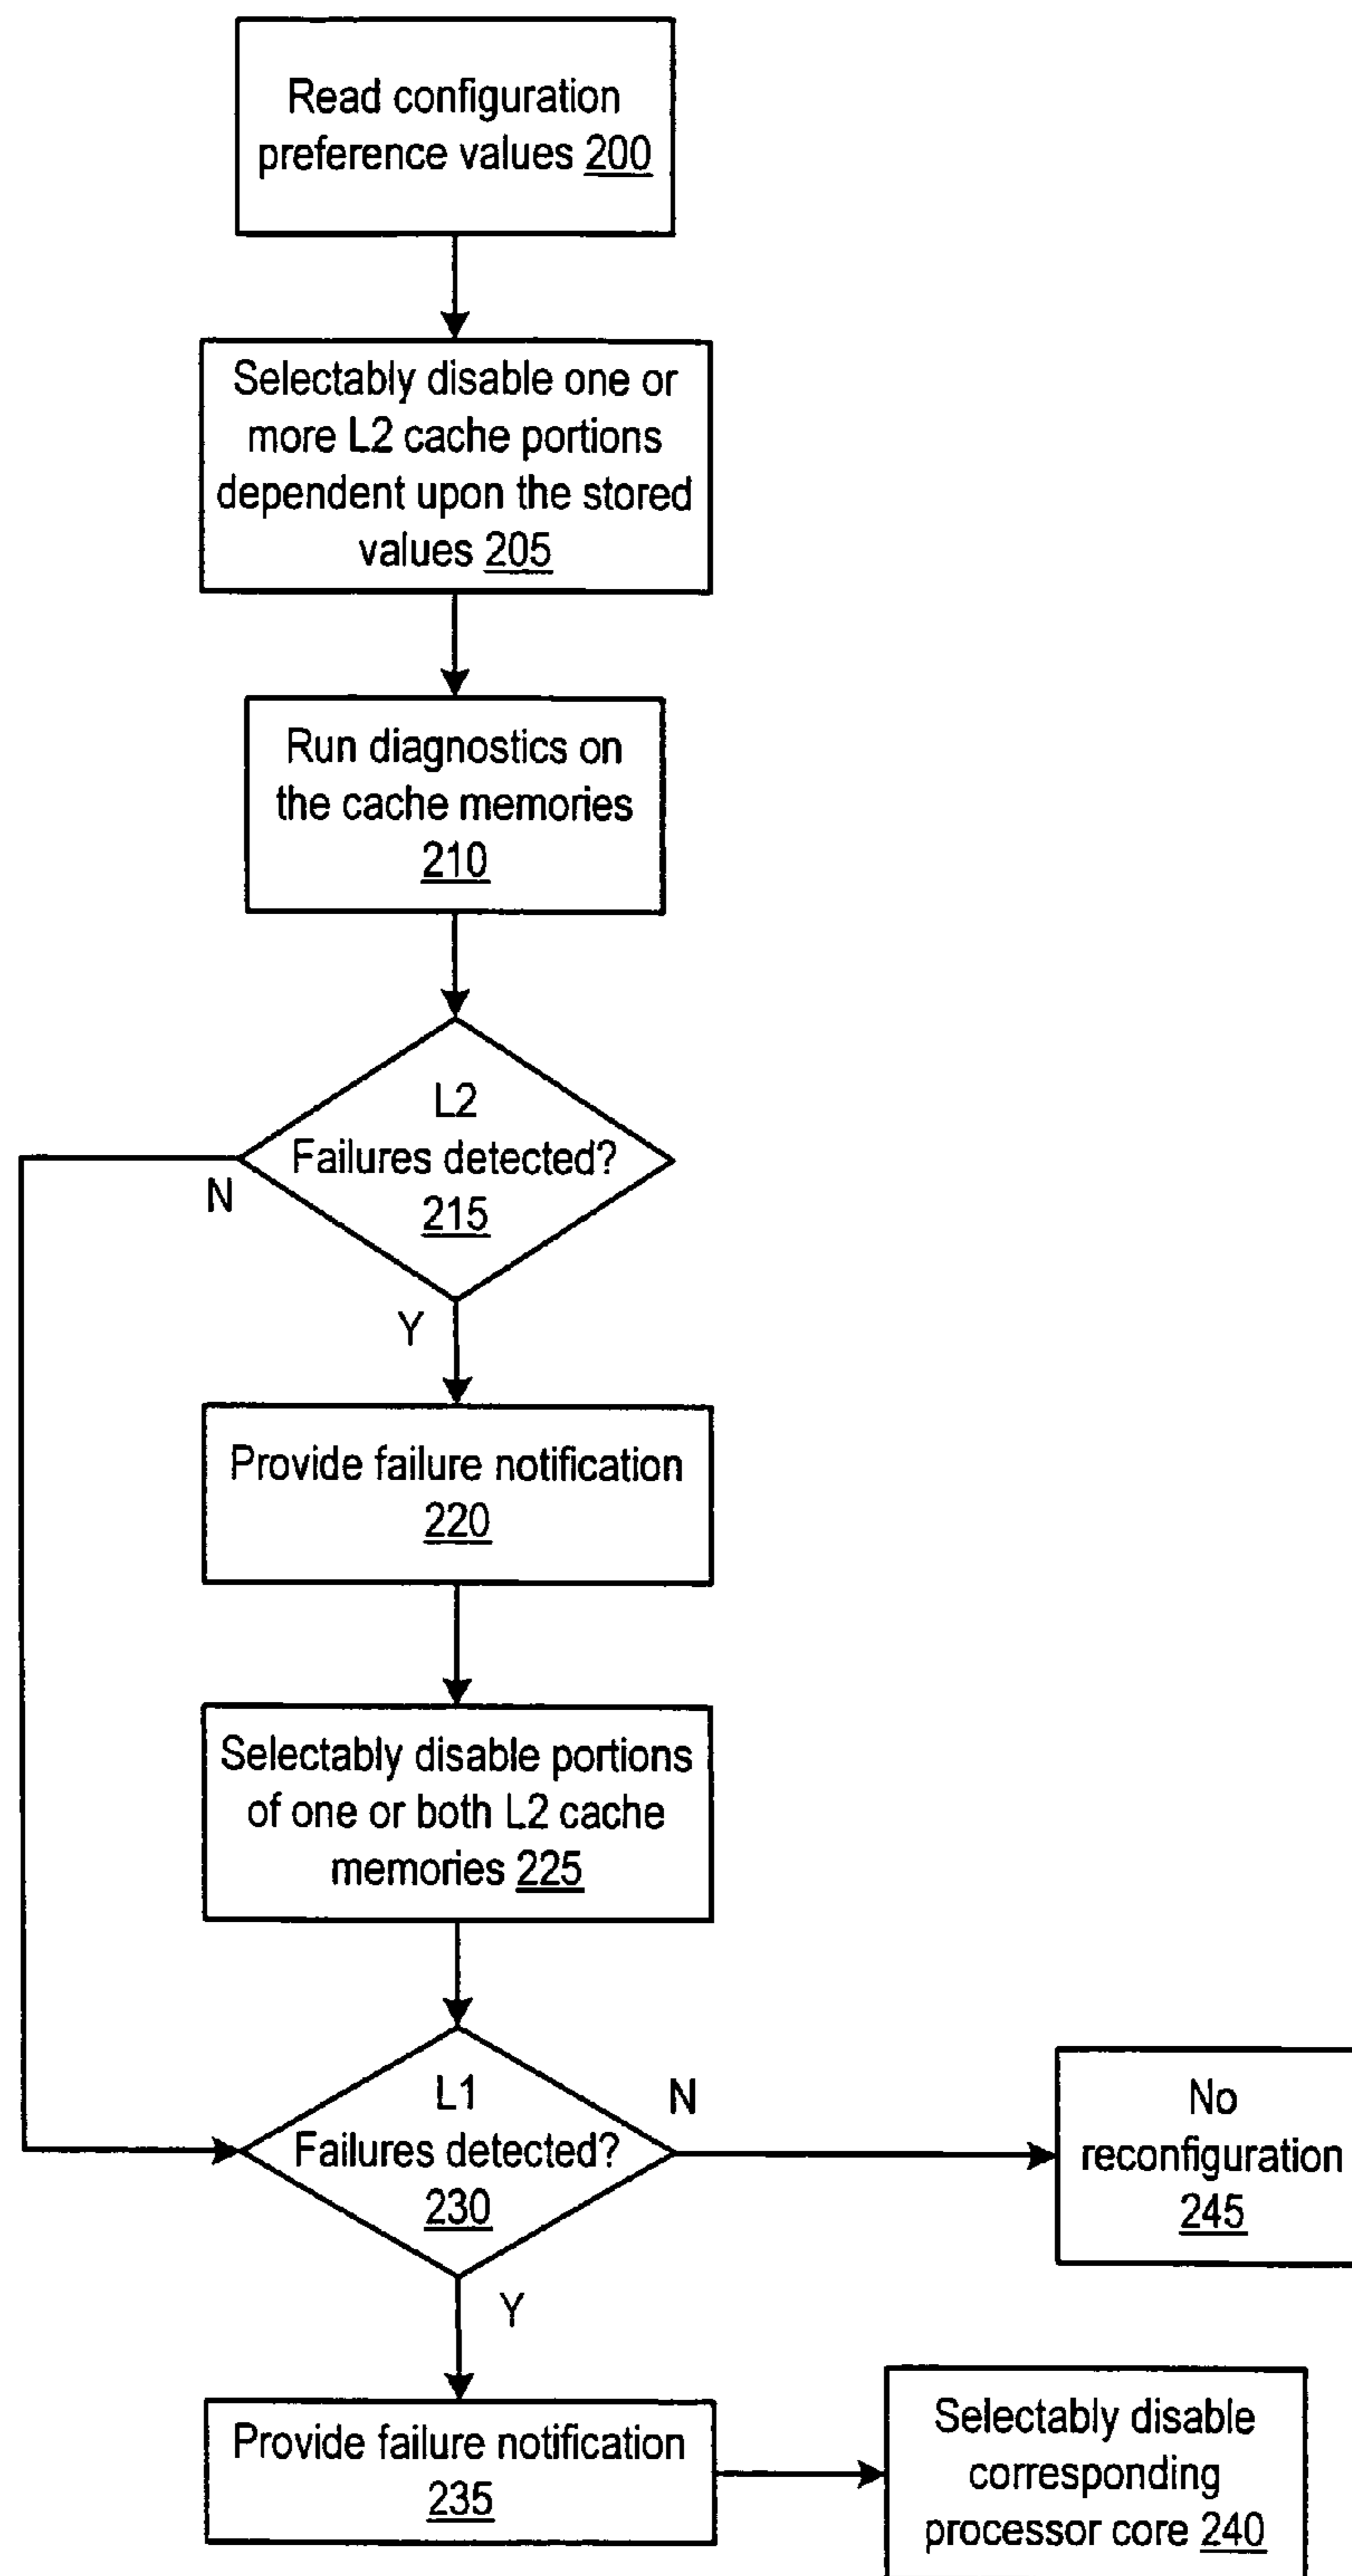 Read configuration
preference values 200
Selectably disable one or
more L2 cache portions
dependent upon the stored
values 205
Run diagnostics on
the cache memories
210
L2
Failures detected?
215
N
Y
Provide failure notification
220
Selectably disable portions
of one or both L2 cache
memories 225
L1
Failures detected?
230
N
No
reconfiguration
245
Y
Provide failure notification
235
Selectably disable
corresponding
processor core 240